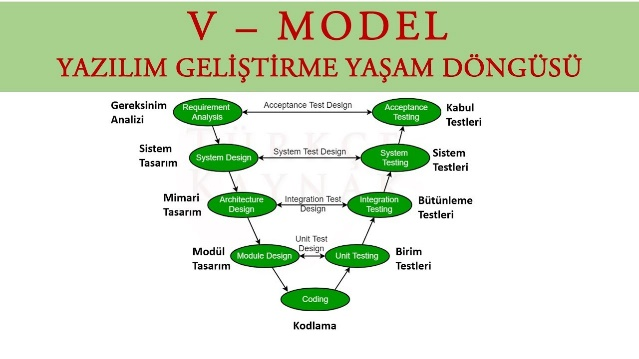 V – MODEL
YAZILIM GELİŞTİRME YAŞAM DÖNGÜSÜ
Gereksinim
Analizi
Requirement
Analysis
Acceptance Test Design
Acceptance
Testing
Kabul
Testleri
Sistem
Tasarım
System Design
System Test Design
System
Testing
Sistem
Testleri
Mimari
Tasarım
Architecture
Design
Integration Test
Design
Integration
Testing
Bütünleme
Testleri
Modül
Tasarım
Module Design
Unit Test
Design
Unit Testing
Birim
Testleri
Coding
Kodlama